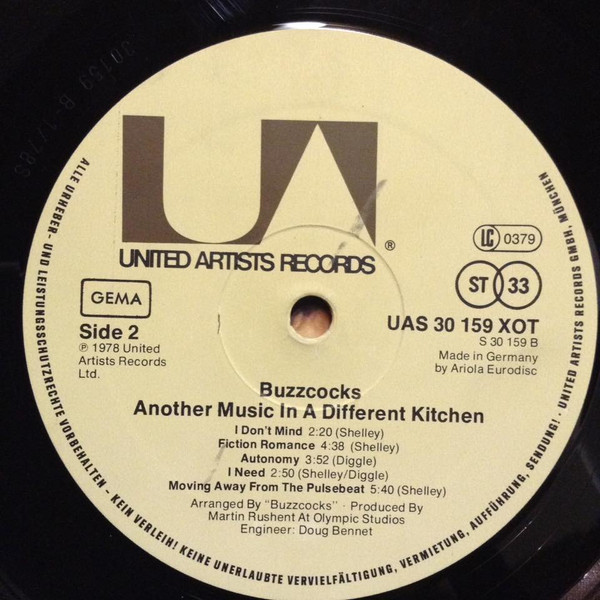 30159 B-1/78S
UA
UNITED ARTISTS RECORDS ®
LC 0379
ST 33
GEMA
UAS 30 159 XOT
S 30 159 B
Made in Germany
by Ariola Eurodisc
Side 2
℗ 1978 United
Artists Records
Ltd.
Buzzcocks
Another Music In A Different Kitchen
I Don't Mind 2:20 (Shelley)
Fiction Romance 4:38 (Shelley)
Autonomy 3:52 (Diggle)
I Need 2:50 (Shelley/Diggle)
Moving Away From The Pulsebeat 5:40 (Shelley)
Arranged By "Buzzcocks" · Produced By
Martin Rushent At Olympic Studios
Engineer: Doug Bennet
ALLE URHEBER- UND LEISTUNGSSCHUTZRECHTE VORBEHALTEN - KEIN VERLEIH! KEINE UNERLAUBTE VERVIELFÄLTIGUNG, VERMIETUNG, AUFFÜHRUNG, SENDUNG! · UNITED ARTISTS RECORDS GMBH, MÜNCHEN